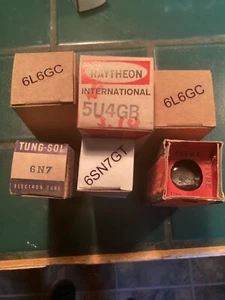 6L6GC
RAYTHEON
INTERNATIONAL
5U4GB
6L6GC
TUNG-SOL
6N7
ELECTRON TUBE
6SN7GT